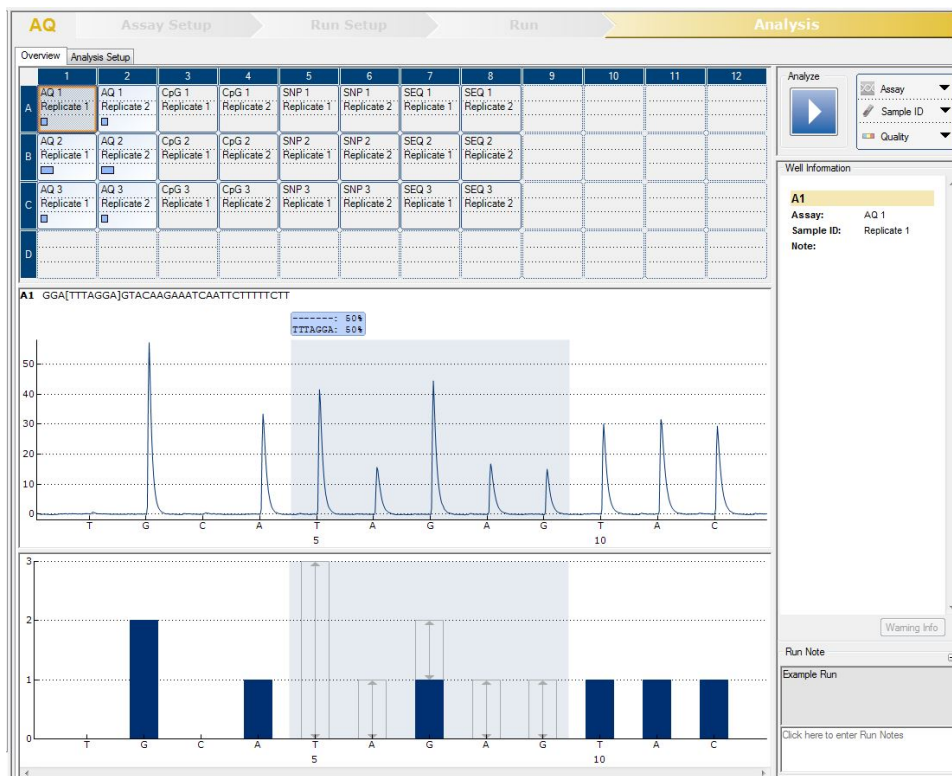 AQ Assay Setup Run Setup Run Analysis
Overview Analysis Setup
1 2 3 4 5 6 7 8 9 10 11 12
A
AQ 1 AQ 1 CpG 1 CpG 1 SNP 1 SNP 1 SEQ 1 SEQ 1
Replicate 1 Replicate 2 Replicate 1 Replicate 2 Replicate 1 Replicate 2 Replicate 1 Replicate 2
B
AQ 2 AQ 2 CpG 2 CpG 2 SNP 2 SNP 2 SEQ 2 SEQ 2
Replicate 1 Replicate 2 Replicate 1 Replicate 2 Replicate 1 Replicate 2 Replicate 1 Replicate 2
C
AQ 3 AQ 3 CpG 3 CpG 3 SNP 3 SNP 3 SEQ 3 SEQ 3
Replicate 1 Replicate 2 Replicate 1 Replicate 2 Replicate 1 Replicate 2 Replicate 1 Replicate 2
D
A1 GGA[TTTAGGA]GTACAAGAAATCAATTCTTTTTCTT
-------: 50%
TTTAGGA: 50%
50
40
30
20
10
0
T G C A T A G A G T A C
5 10
3
2
1
0
T G C A T A G A G T A C
5 10
Analyze
Assay
Sample ID
Quality
Well Information
A1
Assay: AQ 1
Sample ID: Replicate 1
Note:
Warning Info
Run Note
Example Run
Click here to enter Run Notes